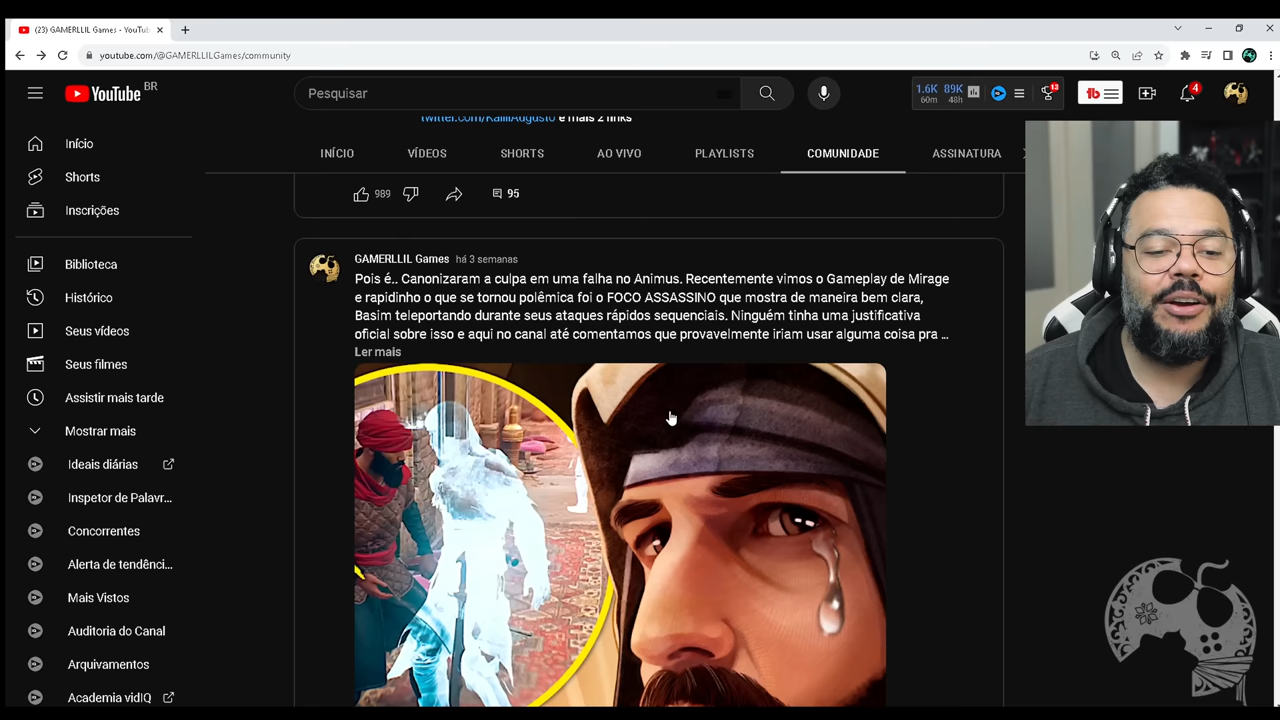 (23) GAMERLLIL Games - YouTub
youtube.com/@GAMERLLILGames/community
YouTube BR
Pesquisar
1.6K 89K
60m 48h
13
tb
4
twitter.com/KalilAugusto e mais 2 links
INÍCIO VÍDEOS SHORTS AO VIVO PLAYLISTS COMUNIDADE ASSINATURA
Início
Shorts
Inscrições
Biblioteca
Histórico
Seus vídeos
Seus filmes
Assistir mais tarde
Mostrar mais
Ideais diárias
Inspetor de Palavr...
Concorrentes
Alerta de tendênci...
Mais Vistos
Auditoria do Canal
Arquivamentos
Academia vidIQ
989 95
GAMERLLIL Games há 3 semanas
Pois é.. Canonizaram a culpa em uma falha no Animus. Recentemente vimos o Gameplay de Mirage
e rapidinho o que se tornou polêmica foi o FOCO ASSASSINO que mostra de maneira bem clara,
Basim teleportando durante seus ataques rápidos sequenciais. Ninguém tinha uma justificativa
oficial sobre isso e aqui no canal até comentamos que provavelmente iriam usar alguma coisa pra ...
Ler mais